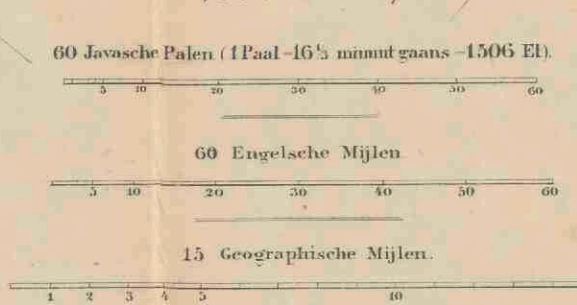 60 Javasche Palen (1 Paal = 16⅓ minuut gaans = 1506 El).
5 10 20 30 40 50 60
60 Engelsche Mijlen
5 10 20 30 40 50 60
15 Geographische Mijlen.
1 2 3 4 5 10